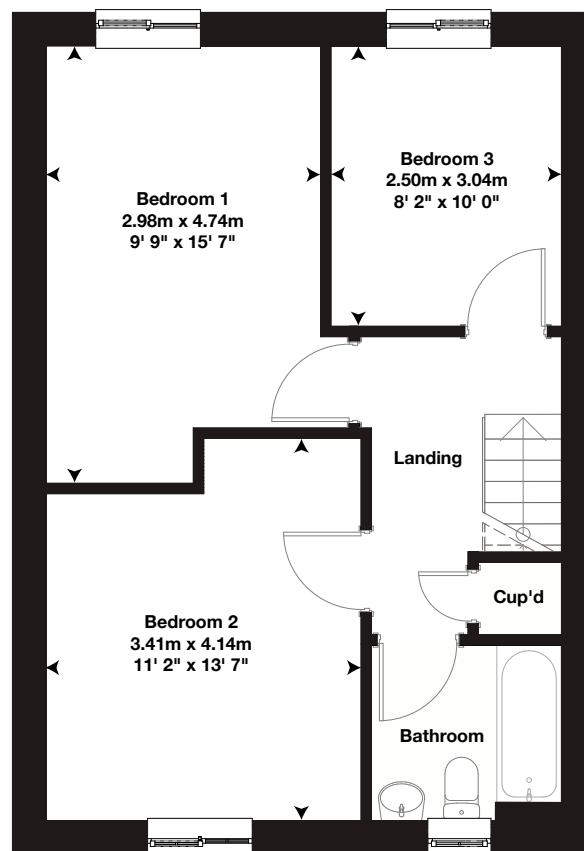 Bedroom 1
2.98m x 4.74m
9' 9" x 15' 7"
Bedroom 3
2.50m x 3.04m
8' 2" x 10' 0"
Landing
Cup'd
Bedroom 2
3.41m x 4.14m
11' 2" x 13' 7"
Bathroom